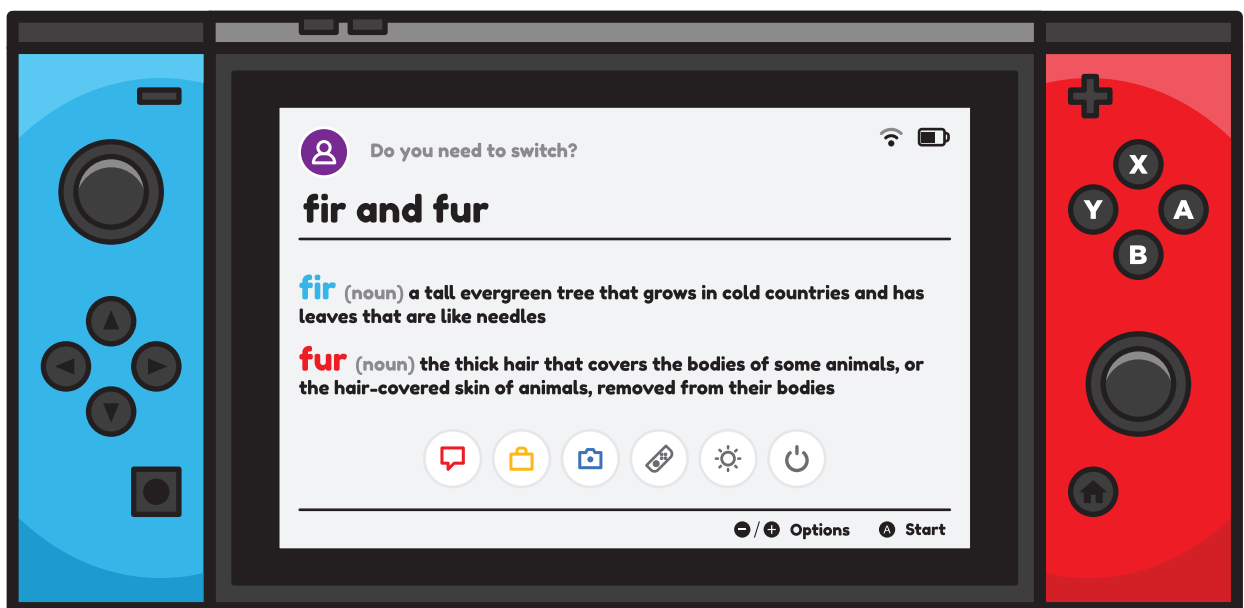 Do you need to switch?
fir and fur
fir (noun) a tall evergreen tree that grows in cold countries and has
leaves that are like needles
fur (noun) the thick hair that covers the bodies of some animals, or
the hair-covered skin of animals, removed from their bodies
−/+ Options A Start
X
Y A
B